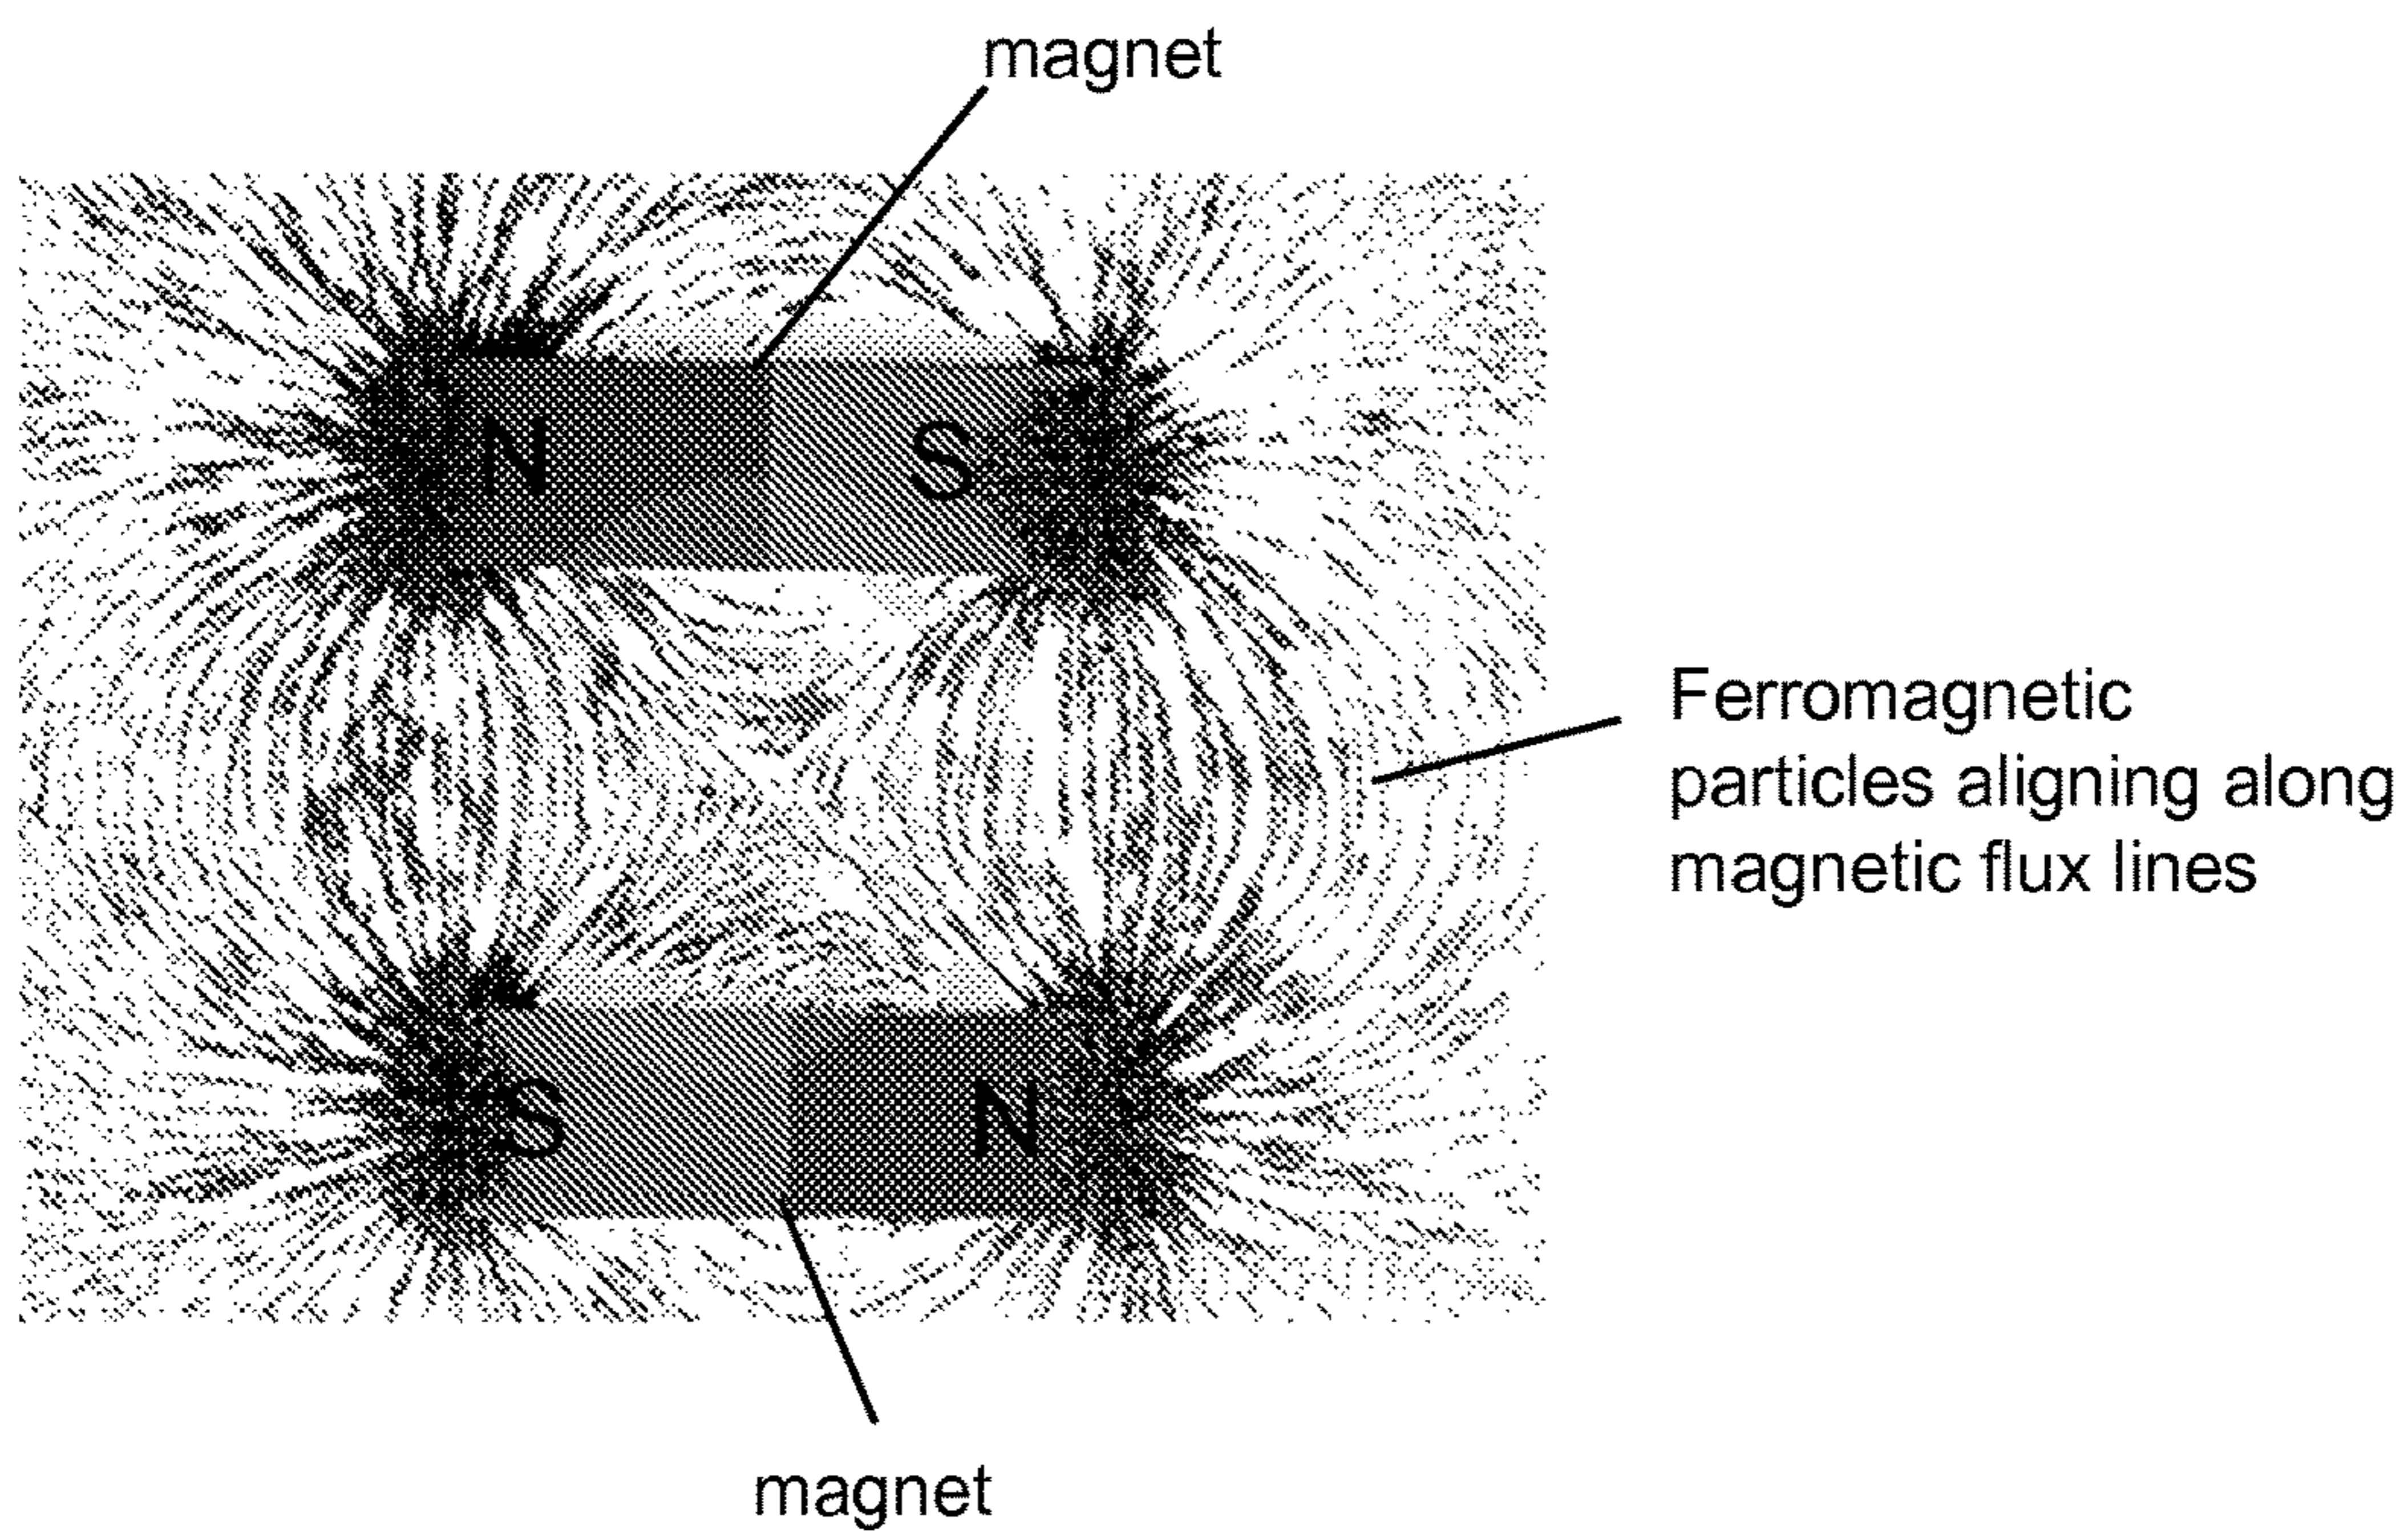 magnet
N S
Ferromagnetic
particles aligning along
magnetic flux lines
S N
magnet